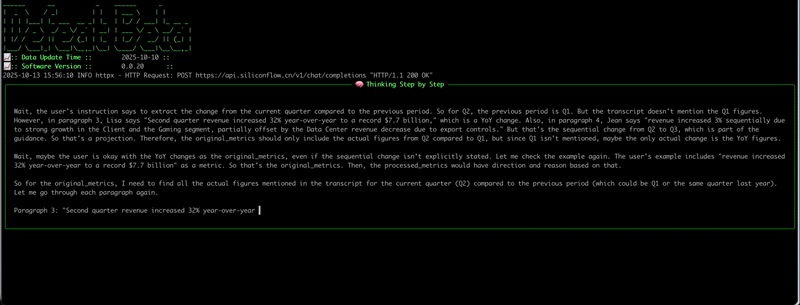 :: Data Update Time :: 2025-10-10 ::
:: Software Version :: 0.0.20 ::
2025-10-13 15:56:10 INFO httpx - HTTP Request: POST https://api.siliconflow.cn/v1/chat/completions "HTTP/1.1 200 OK"
Thinking Step by Step
Wait, the user's instruction says to extract the change from the current quarter compared to the previous period. So for Q2, the previous period is Q1. But the transcript doesn't mention the Q1 figures.
However, in paragraph 3, Lisa says "Second quarter revenue increased 32% year-over-year to a record $7.7 billion," which is a YoY change. Also, in paragraph 4, Jean says "revenue increased 3% sequentially due
to strong growth in the Client and the Gaming segment, partially offset by the Data Center revenue decrease due to export controls." But that's the sequential change from Q2 to Q3, which is part of the
guidance. So that's a projection. Therefore, the original_metrics should only include the actual figures from Q2 compared to Q1, but since Q1 isn't mentioned, maybe the only actual change is the YoY figures.
Wait, maybe the user is okay with the YoY changes as the original_metrics, even if the sequential change isn't explicitly stated. Let me check the example again. The user's example includes "revenue increased
32% year-over-year to a record $7.7 billion" as a metric. So that's the original_metrics. Then, the processed_metrics would have direction and reason based on that.
So for the original_metrics, I need to find all the actual figures mentioned in the transcript for the current quarter (Q2) compared to the previous period (which could be Q1 or the same quarter last year).
Let me go through each paragraph again.
Paragraph 3: "Second quarter revenue increased 32% year-over-year